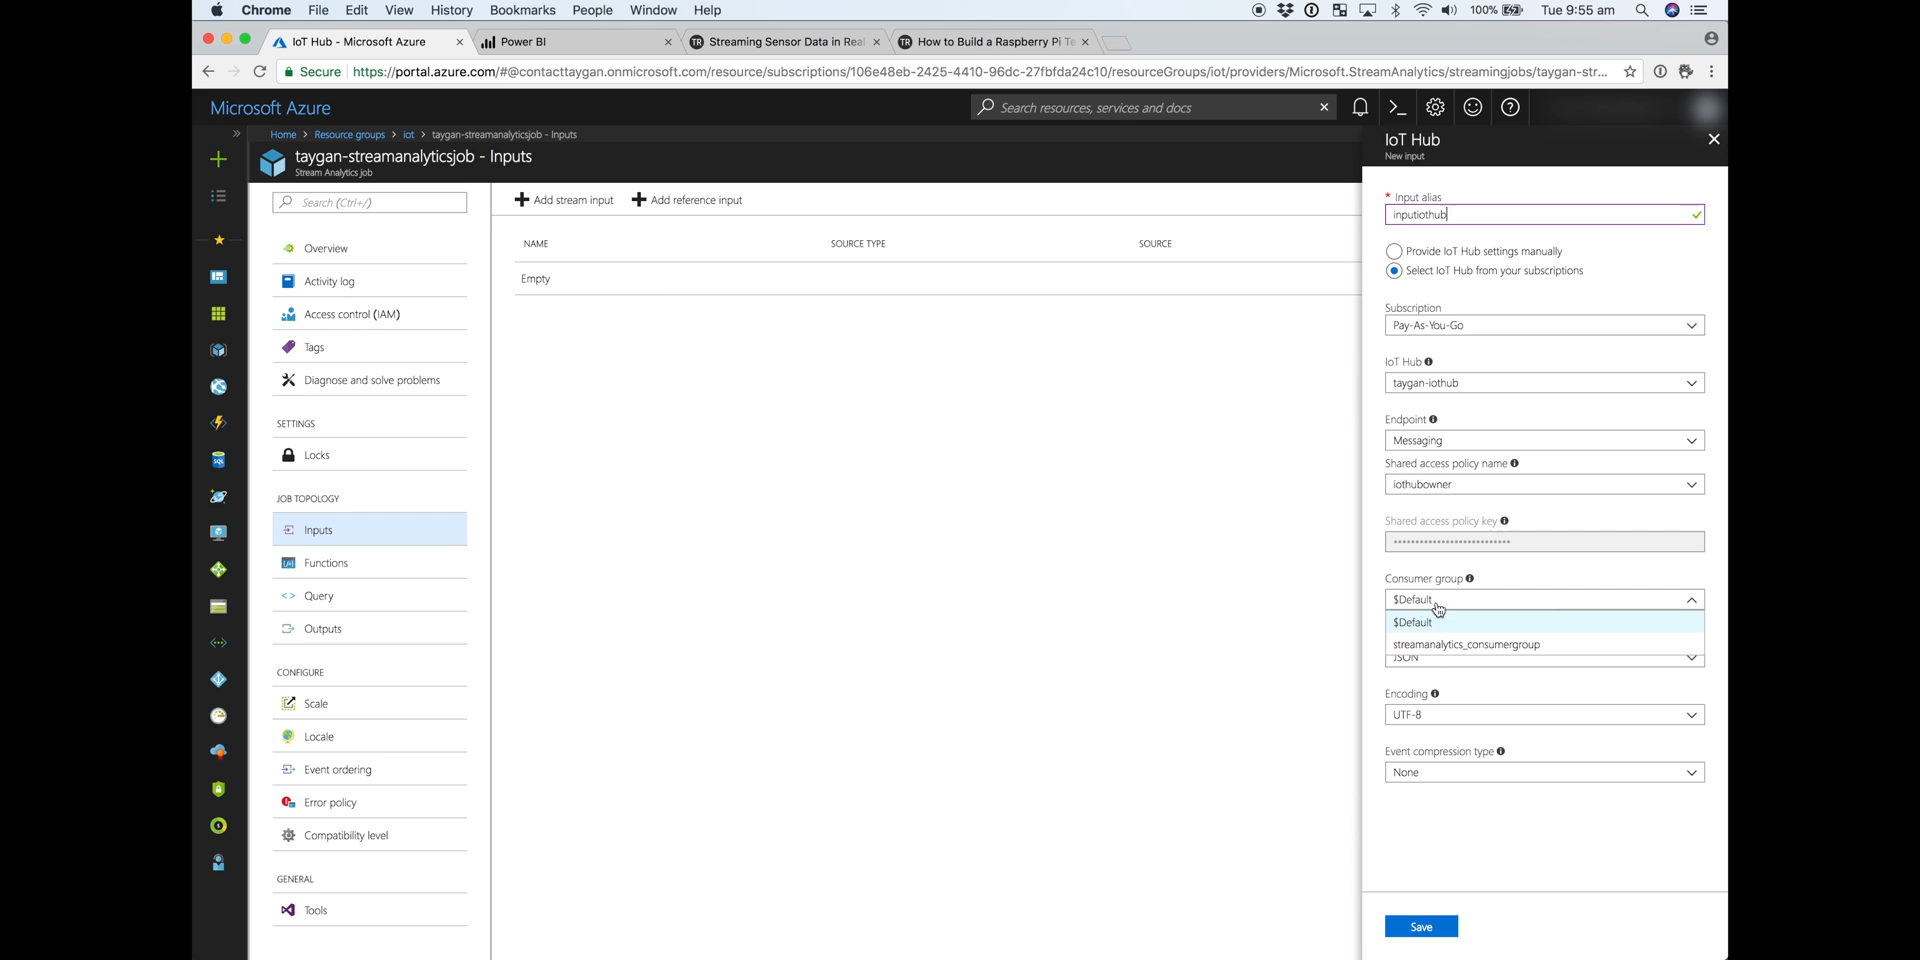 Chrome File Edit View History Bookmarks People Window Help 100% Tue 9:55 am
IoT Hub - Microsoft Azure Power BI Streaming Sensor Data in Rea How to Build a Raspberry Pi Te
Secure https://portal.azure.com/#@contacttaygan.onmicrosoft.com/resource/subscriptions/106e48eb-2425-4410-96dc-27fbfda24c10/resourceGroups/iot/providers/Microsoft.StreamAnalytics/streamingjobs/taygan-str...
Microsoft Azure Search resources, services and docs
Home > Resource groups > iot > taygan-streamanalyticsjob - Inputs
taygan-streamanalyticsjob - Inputs
Stream Analytics job
Search (Ctrl+/)
Overview
Activity log
Access control (IAM)
Tags
Diagnose and solve problems
SETTINGS
Locks
JOB TOPOLOGY
Inputs
Functions
Query
Outputs
CONFIGURE
Scale
Locale
Event ordering
Error policy
Compatibility level
GENERAL
Tools
Add stream input Add reference input
NAME SOURCE TYPE SOURCE
Empty
IoT Hub
New input
* Input alias
inputiothub
Provide IoT Hub settings manually
Select IoT Hub from your subscriptions
Subscription
Pay-As-You-Go
IoT Hub
taygan-iothub
Endpoint
Messaging
Shared access policy name
iothubowner
Shared access policy key
Consumer group
$Default
$Default
streamanalytics_consumergroup
JSON
Encoding
UTF-8
Event compression type
None
Save